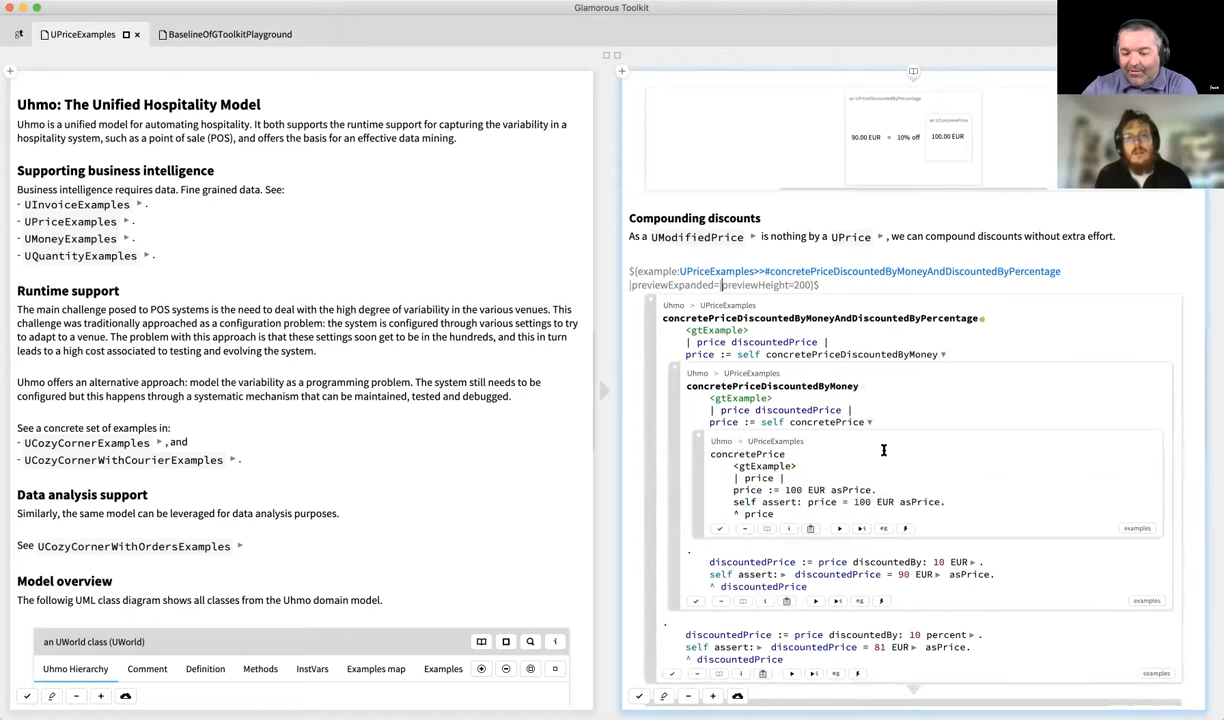 Glamorous Toolkit
gt
UPriceExamples
BaselineOfGToolkitPlayground
Uhmo: The Unified Hospitality Model
Uhmo is a unified model for automating hospitality. It both supports the runtime support for capturing the variability in a
hospitality system, such as a point of sale (POS), and offers the basis for an effective data mining.
Supporting business intelligence
Business intelligence requires data. Fine grained data. See:
- UInvoiceExamples .
- UPriceExamples .
- UMoneyExamples .
- UQuantityExamples .
Runtime support
The main challenge posed to POS systems is the need to deal with the high degree of variability in the various venues. This
challenge was traditionally approached as a configuration problem: the system is configured through various settings to try
to adapt to a venue. The problem with this approach is that these settings soon get to be in the hundreds, and this in turn
leads to a high cost associated to testing and evolving the system.
Uhmo offers an alternative approach: model the variability as a programming problem. The system still needs to be
configured but this happens through a systematic mechanism that can be maintained, tested and debugged.
See a concrete set of examples in:
- UCozyCornerExamples , and
- UCozyCornerWithCourierExamples .
Data analysis support
Similarly, the same model can be leveraged for data analysis purposes.
See UCozyCornerWithOrdersExamples
Model overview
The followig UML class diagram shows all classes from the Uhmo domain model.
an UWorld class (UWorld)
Uhmo Hierarchy Comment Definition Methods InstVars Examples map Examples
an UPriceDiscountedByPercentage
an UConcretePrice
90.00 EUR = 10% off 100.00 EUR
Compounding discounts
As a UModifiedPrice is nothing by a UPrice , we can compound discounts without extra effort.
${example:UPriceExamples>>#concretePriceDiscountedByMoneyAndDiscountedByPercentage
|previewExpanded=|previewHeight=200}$
Uhmo > UPriceExamples
concretePriceDiscountedByMoneyAndDiscountedByPercentage
<gtExample>
| price discountedPrice |
price := self concretePriceDiscountedByMoney
Uhmo > UPriceExamples
concretePriceDiscountedByMoney
<gtExample>
| price discountedPrice |
price := self concretePrice
Uhmo > UPriceExamples
concretePrice
<gtExample>
| price |
price := 100 EUR asPrice.
self assert: price = 100 EUR asPrice.
^ price
examples
.
discountedPrice := price discountedBy: 10 EUR .
self assert: discountedPrice = 90 EUR asPrice.
^ discountedPrice
examples
.
discountedPrice := price discountedBy: 10 percent .
self assert: discountedPrice = 81 EUR asPrice.
^ discountedPrice
examples